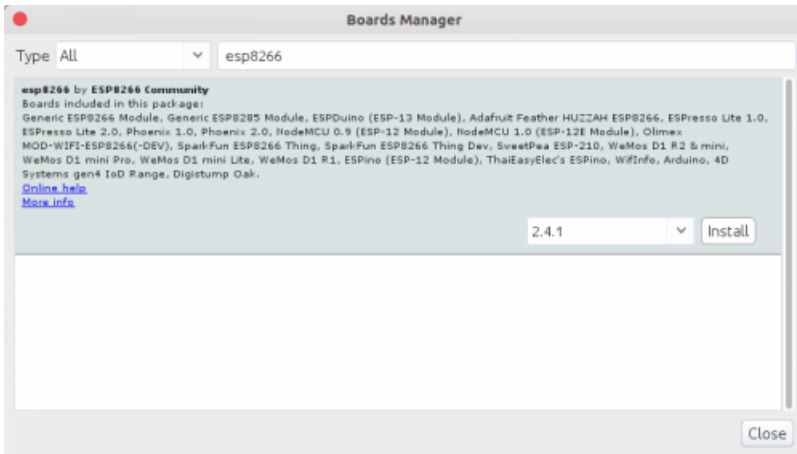 Boards Manager
Type All esp8266
esp8266 by ESP8266 Community
Boards included in this package:
Generic ESP8266 Module, Generic ESP8285 Module, ESPDuino (ESP-13 Module), Adafruit Feather HUZZAH ESP8266, ESPresso Lite 1.0,
ESPresso Lite 2.0, Phoenix 1.0, Phoenix 2.0, NodeMCU 0.9 (ESP-12 Module), NodeMCU 1.0 (ESP-12E Module), Olimex
MOD-WIFI-ESP8266(-DEV), SparkFun ESP8266 Thing, SparkFun ESP8266 Thing Dev, SweetPea ESP-210, WeMos D1 R2 & mini,
WeMos D1 mini Pro, WeMos D1 mini Lite, WeMos D1 R1, ESPino (ESP-12 Module), ThaiEasyElec's ESPino, WifInfo, Arduino, 4D
Systems gen4 IoD Range, Digistump Oak.
Online help
More info
2.4.1 Install
Close